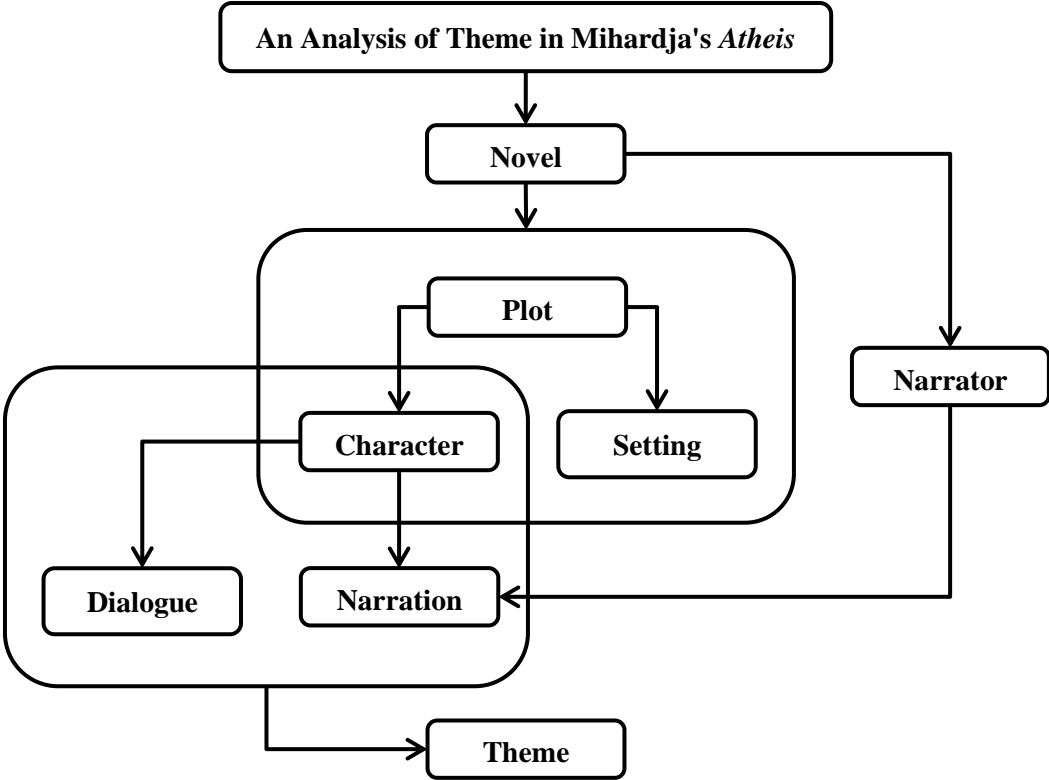 An Analysis of Theme in Mihardja's Atheis
Novel
Plot
Narrator
Character
Setting
Dialogue
Narration
Theme